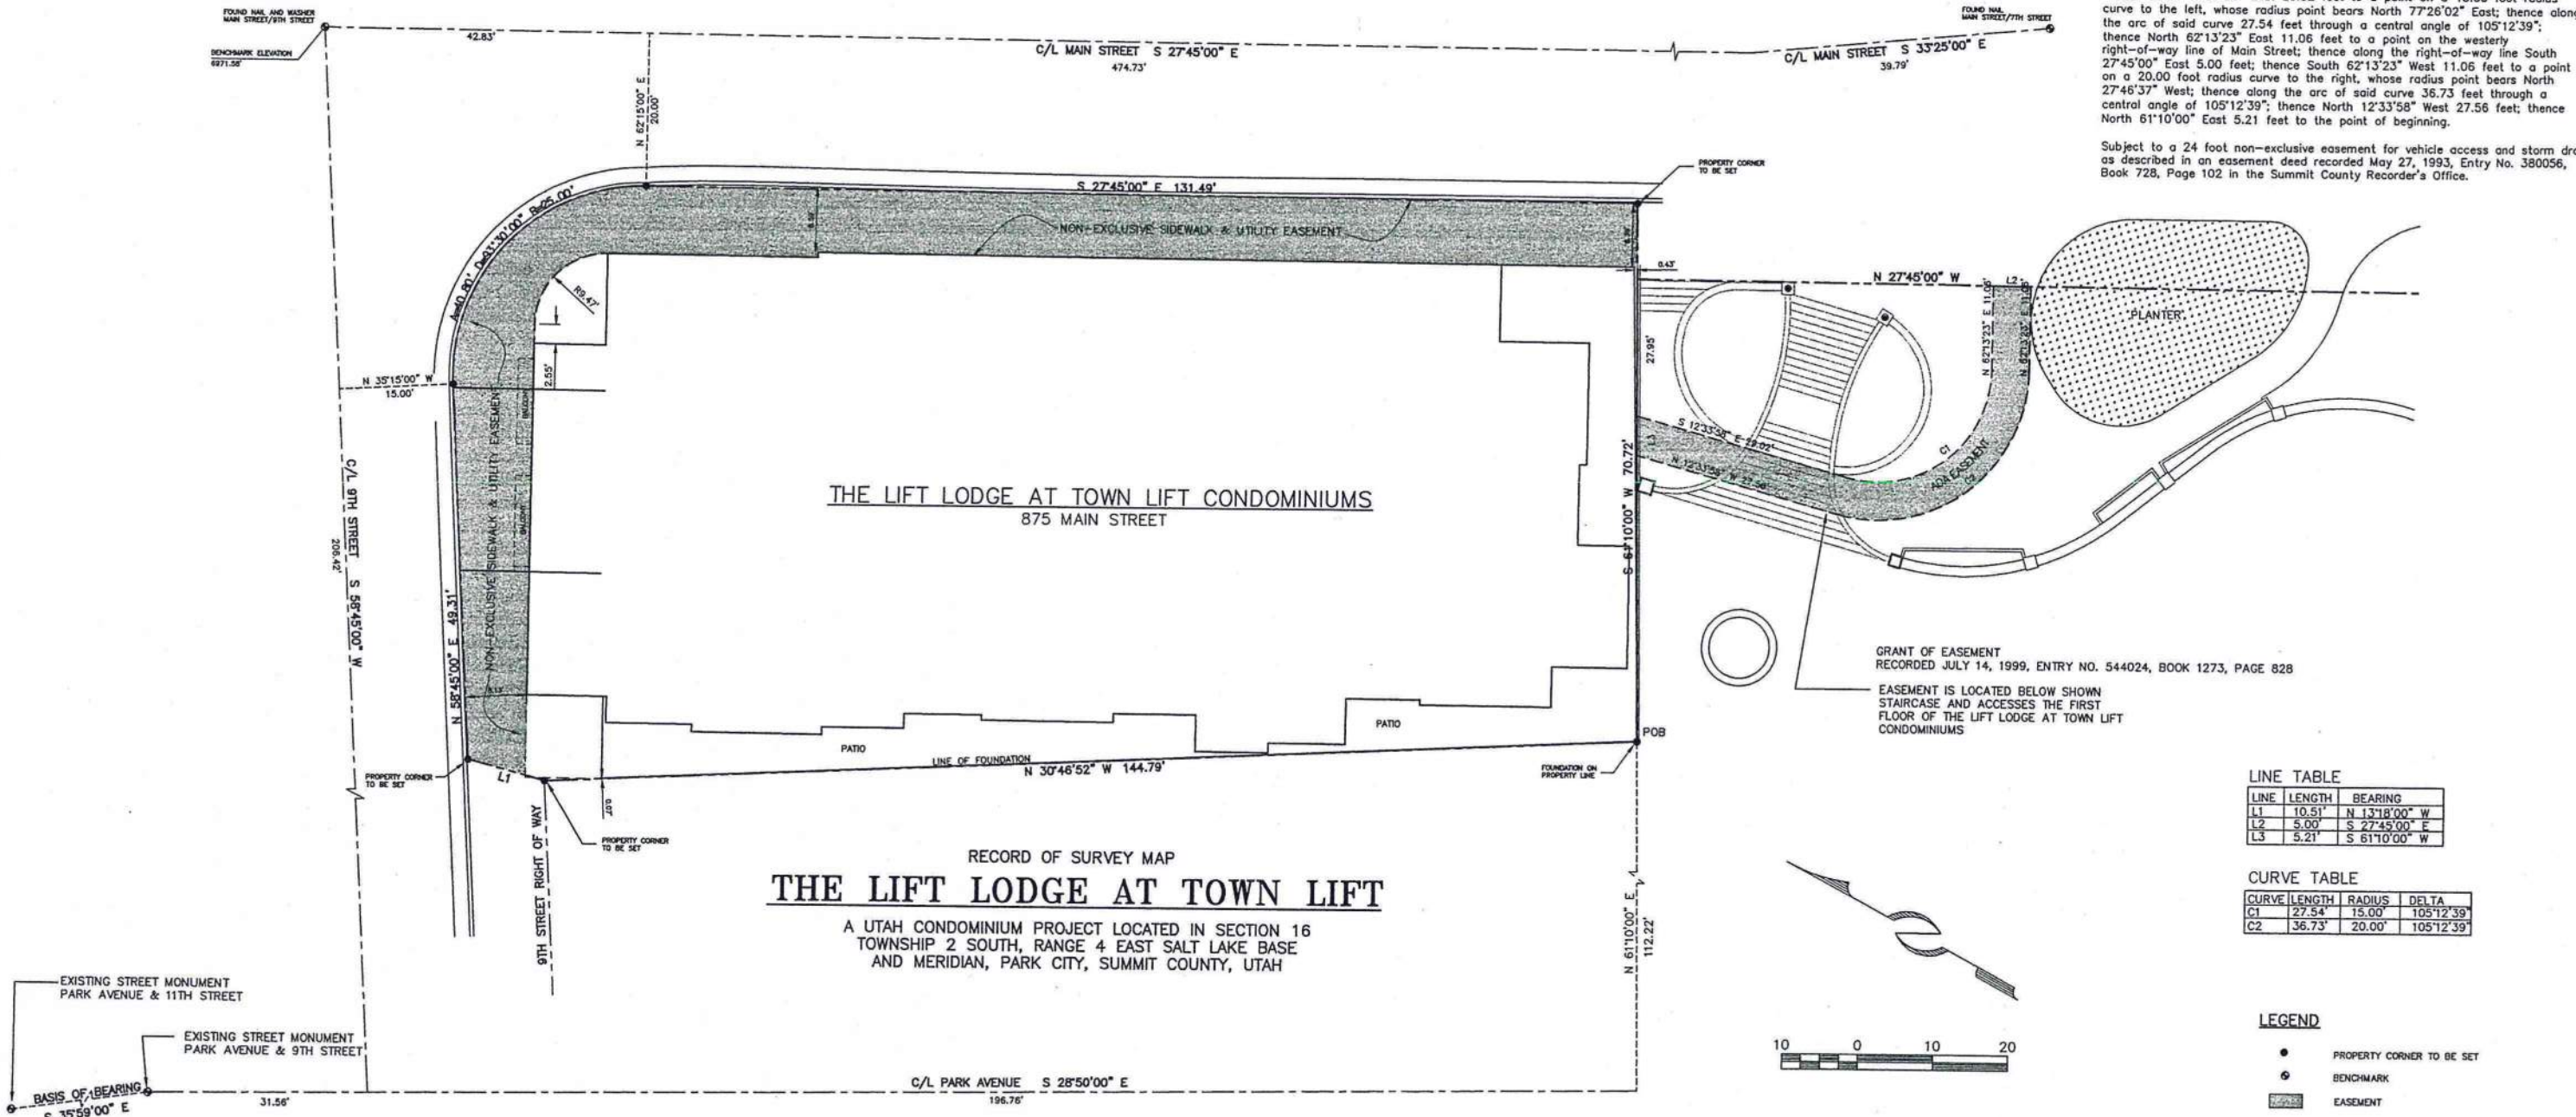 FOUND NAIL AND WASHER
MAIN STREET/9TH STREET
BENCHMARK ELEVATION
6971.58'
42.83'
C/L MAIN STREET S 27°45'00" E
474.73'
FOUND NAIL
MAIN STREET/7TH STREET
C/L MAIN STREET S 33°25'00" E
39.79'
curve to the left, whose radius point bears North 77°26'02" East; thence along
the arc of said curve 27.54 feet through a central angle of 105°12'39";
thence North 62°13'23" East 11.06 feet to a point on the westerly
right-of-way line of Main Street; thence along the right-of-way line South
27°45'00" East 5.00 feet; thence South 62°13'23" West 11.06 feet to a point
on a 20.00 foot radius curve to the right, whose radius point bears North
27°46'37" West; thence along the arc of said curve 36.73 feet through a
central angle of 105°12'39"; thence North 12°33'58" West 27.56 feet; thence
North 61°10'00" East 5.21 feet to the point of beginning.
Subject to a 24 foot non-exclusive easement for vehicle access and storm
as described in an easement deed recorded May 27, 1993, Entry No. 380056,
Book 728, Page 102 in the Summit County Recorder's Office.
N 62°15'00" E
20.00'
PROPERTY CORNER
TO BE SET
S 27°45'00" E 131.49'
A=40.80' D=93°30'00" R=25.00'
NON-EXCLUSIVE SIDEWALK & UTILITY EASEMENT
R9.47'
2.55'
N 35°15'00" W
15.00'
NON-EXCLUSIVE SIDEWALK & UTILITY EASEMENT
BALCONY
BALCONY
0.43'
N 27°45'00" W
L2
N 62°13'23" E 11.06'
N 62°13'23" E 11.06'
PLANTER
27.95'
S 12°33'58" E 29.02'
L3
N 12°33'58" W 27.56'
C1
ADA EASEMENT
C2
S 61°10'00" W 70.72'
THE LIFT LODGE AT TOWN LIFT CONDOMINIUMS
875 MAIN STREET
C/L 9TH STREET S 58°45'00" W
206.42'
N 58°45'00" E 49.31'
GRANT OF EASEMENT
RECORDED JULY 14, 1999, ENTRY NO. 544024, BOOK 1273, PAGE 828
EASEMENT IS LOCATED BELOW SHOWN
STAIRCASE AND ACCESSES THE FIRST
FLOOR OF THE LIFT LODGE AT TOWN LIFT
CONDOMINIUMS
PATIO
PATIO
POB
LINE OF FOUNDATION
N 30°46'52" W 144.79'
FOUNDATION ON
PROPERTY LINE
PROPERTY CORNER
TO BE SET
L1
0.07'
PROPERTY CORNER
TO BE SET
9TH STREET RIGHT OF WAY
RECORD OF SURVEY MAP
THE LIFT LODGE AT TOWN LIFT
A UTAH CONDOMINIUM PROJECT LOCATED IN SECTION 16
TOWNSHIP 2 SOUTH, RANGE 4 EAST SALT LAKE BASE
AND MERIDIAN, PARK CITY, SUMMIT COUNTY, UTAH
N 61°10'00" E
112.22'
LINE TABLE
LINE LENGTH BEARING
L1 10.51' N 13°18'00" W
L2 5.00' S 27°45'00" E
L3 5.21' S 61°10'00" W
CURVE TABLE
CURVE LENGTH RADIUS DELTA
C1 27.54' 15.00' 105°12'39"
C2 36.73' 20.00' 105°12'39"
EXISTING STREET MONUMENT
PARK AVENUE & 11TH STREET
EXISTING STREET MONUMENT
PARK AVENUE & 9TH STREET
BASIS OF BEARING
S 35°59'00" E
31.56'
C/L PARK AVENUE S 28°50'00" E
196.76'
10 0 10 20
LEGEND
PROPERTY CORNER TO BE SET
BENCHMARK
EASEMENT